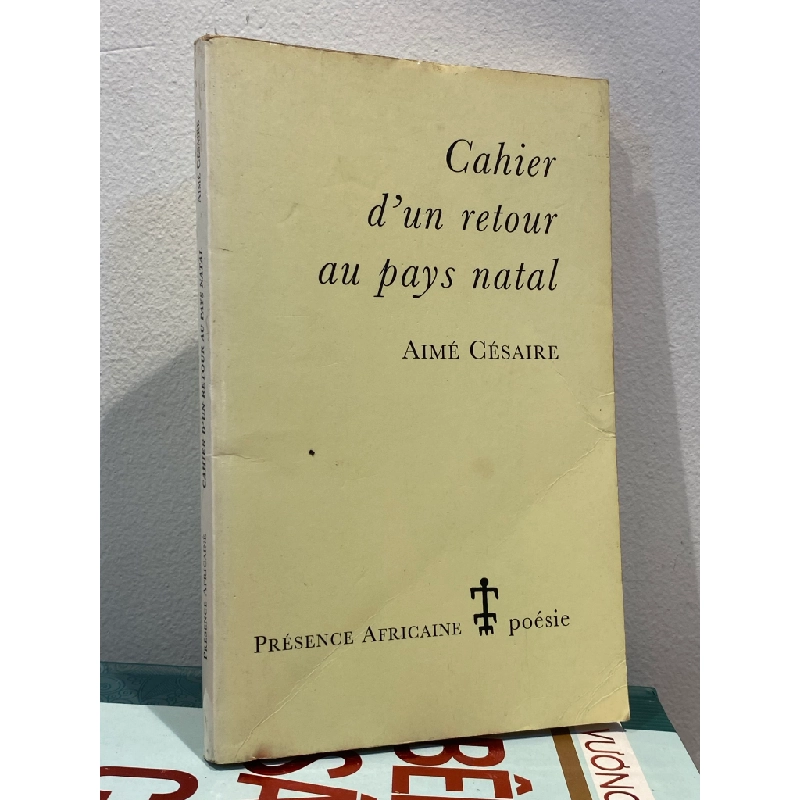 Cahier
d'un retour
au pays natal
AIMÉ CÉSAIRE
PRÉSENCE AFRICAINE poésie
AIMÉ CÉSAIRE
CAHIER D'UN RETOUR AU PAYS NATAL
PRÉSENCE AFRICAINE
VƯƠNG